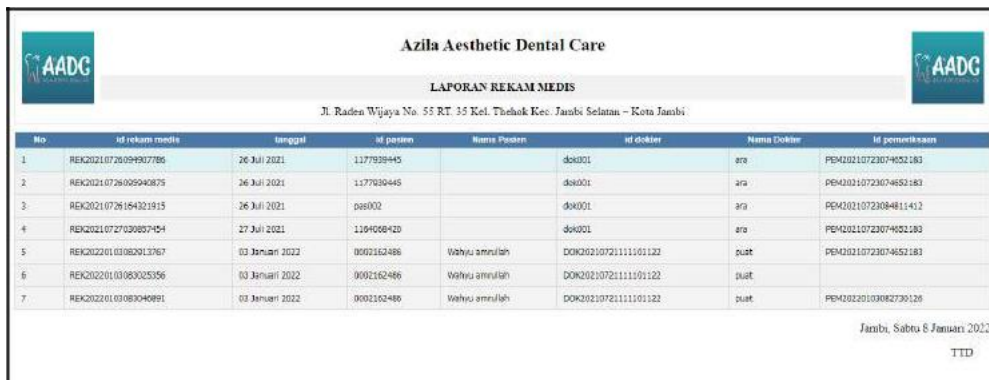 AADC
Azila Aesthetic Dental Care
AADC
LAPORAN REKAM MEDIS
Jl. Raden Wijaya No. 55 RT. 35 Kel. Thehok Kec. Jambi Selatan – Kota Jambi
No id rekam medis tanggal id pasien Nama Pasien id dokter Nama Dokter id pemeriksaan
1 REK20210726094907786 26 Juli 2021 1177939445 dok001 ara PEM20210723074652183
2 REK20210726095940875 26 Juli 2021 1177939445 dok001 ara PEM20210723074652183
3 REK20210726164321915 26 Juli 2021 pas002 dok001 ara PEM20210723084811412
4 REK20210727030857454 27 Juli 2021 1164068420 dok001 ara PEM20210723074652183
5 REK20220103082913767 03 Januari 2022 0002162486 Wahyu amrullah DOK20210721111101122 puat PEM20210723074652183
6 REK20220103083025356 03 Januari 2022 0002162486 Wahyu amrullah DOK20210721111101122 puat
7 REK20220103083046891 03 Januari 2022 0002162486 Wahyu amrullah DOK20210721111101122 puat PEM20220103082730126
Jambi, Sabtu 8 Januari 2022
TTD